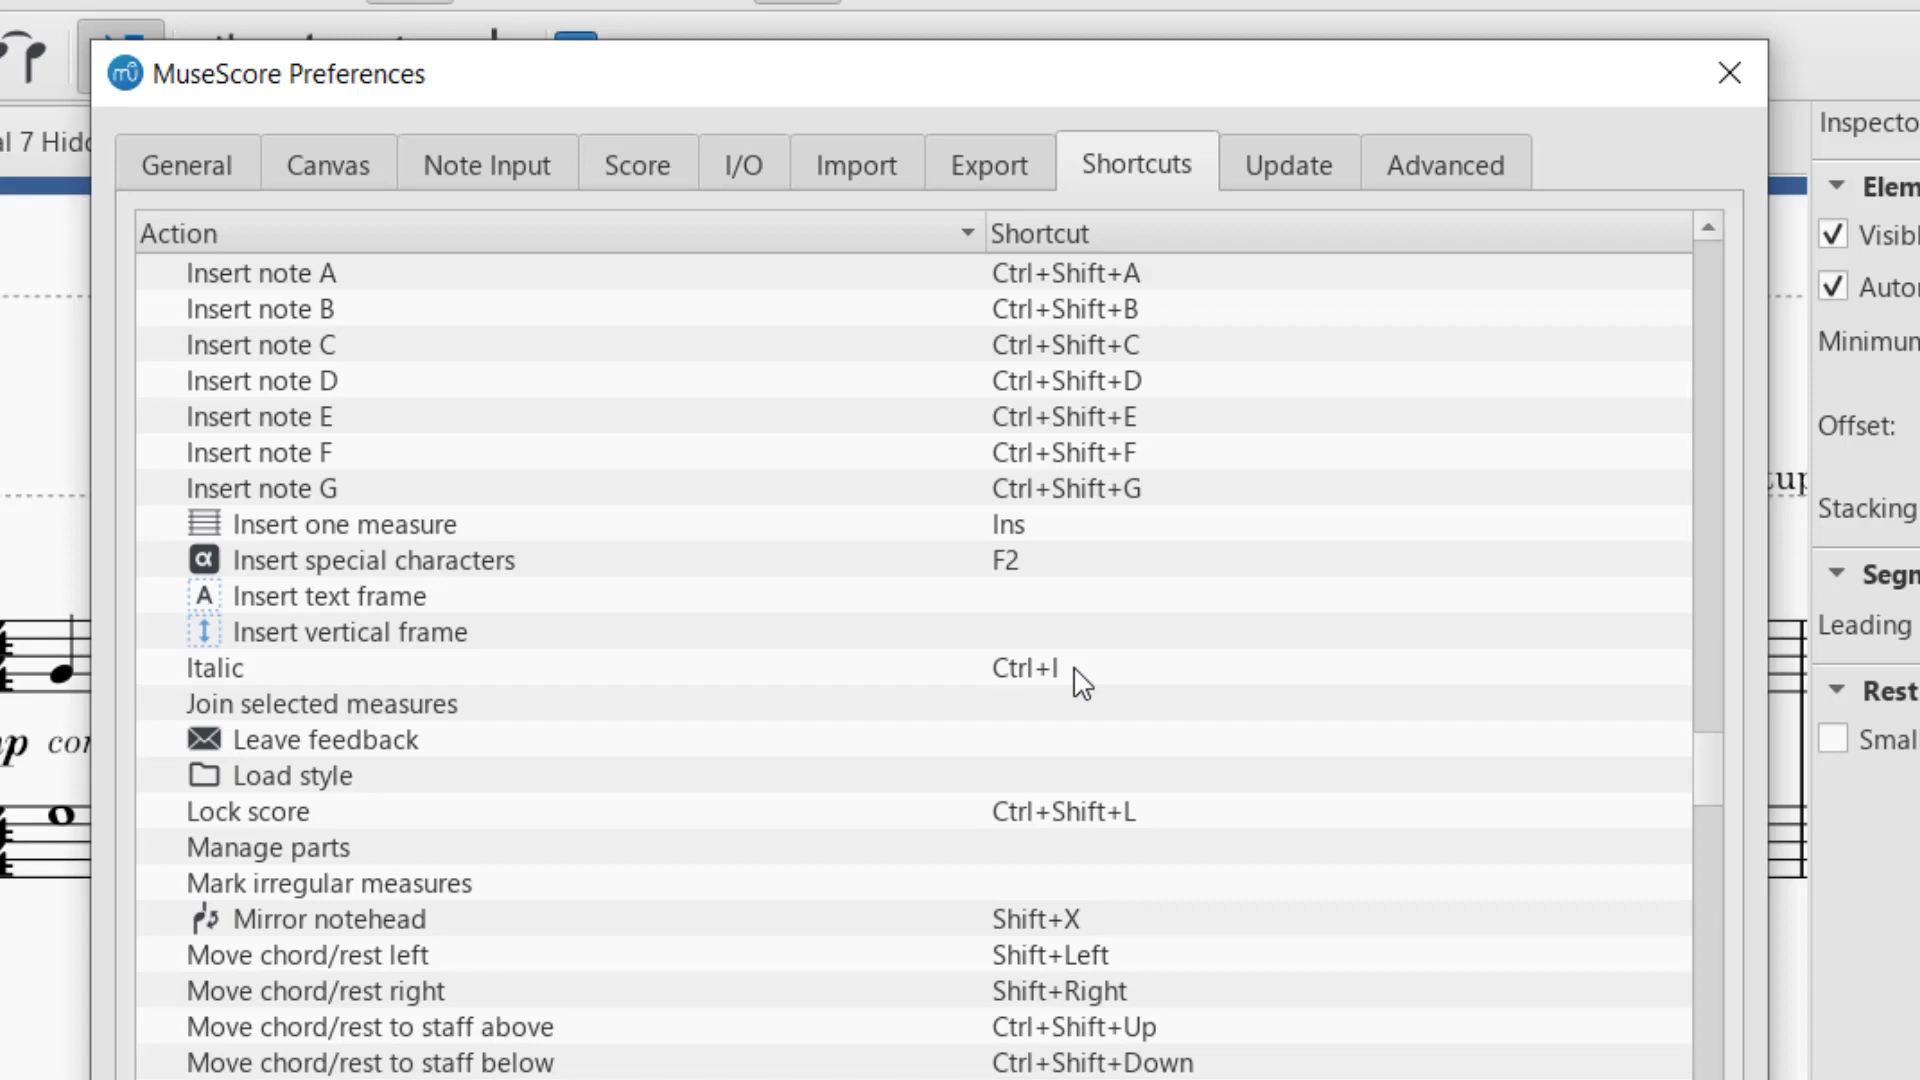 MuseScore Preferences
al 7 Hidd
General Canvas Note Input Score I/O Import Export Shortcuts Update Advanced
Action Shortcut
Insert note A Ctrl+Shift+A
Insert note B Ctrl+Shift+B
Insert note C Ctrl+Shift+C
Insert note D Ctrl+Shift+D
Insert note E Ctrl+Shift+E
Insert note F Ctrl+Shift+F
Insert note G Ctrl+Shift+G
Insert one measure Ins
Insert special characters F2
Insert text frame
Insert vertical frame
Italic Ctrl+I
Join selected measures
Leave feedback
Load style
Lock score Ctrl+Shift+L
Manage parts
Mark irregular measures
Mirror notehead Shift+X
Move chord/rest left Shift+Left
Move chord/rest right Shift+Right
Move chord/rest to staff above Ctrl+Shift+Up
Move chord/rest to staff below Ctrl+Shift+Down
Inspecto
Elem
Visibl
Auto
Minimum
Offset:
Stacking
Segn
Leading
Rest
Smal